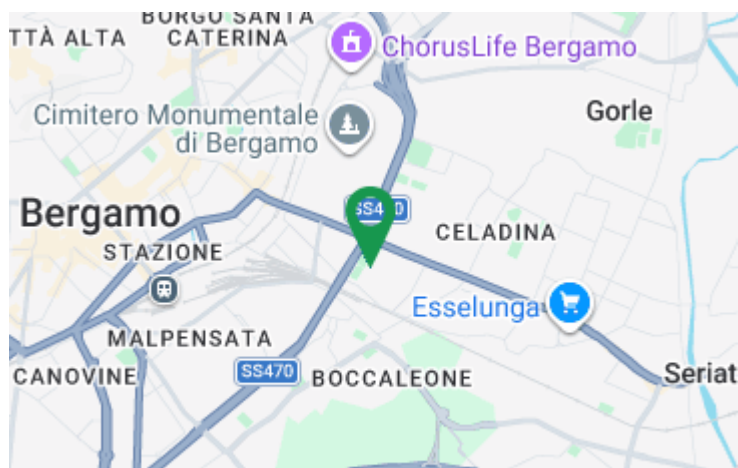 BORGO SANTA
CATERINA
TTÀ ALTA
ChorusLife Bergamo
Gorle
Cimitero Monumentale
di Bergamo
Bergamo
CELADINA
STAZIONE
Esselunga
MALPENSATA
SS470
CANOVINE
BOCCALEONE
Seriat